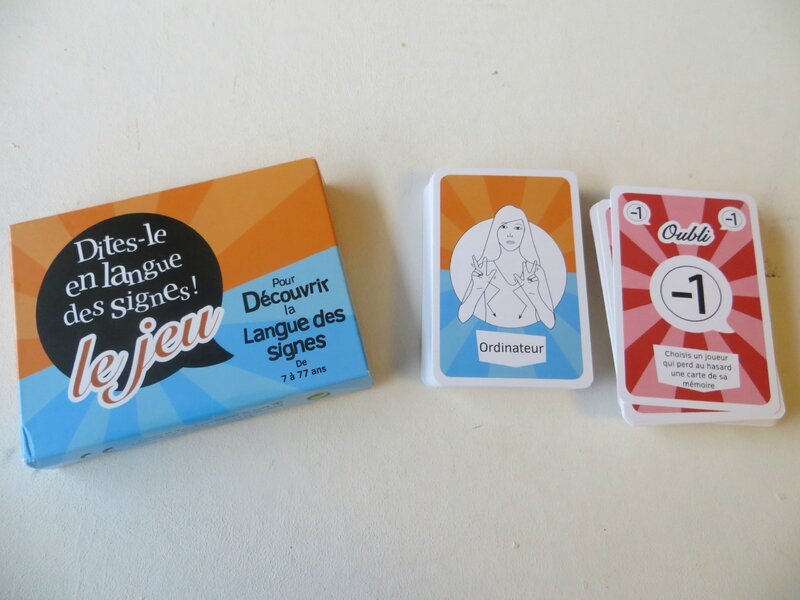 Dites-le
en langue
des signes!
le jeu
Pour
Découvrir
la
Langue des
signes
De
7 à 77 ans
Ordinateur
-1
-1
Oubli
-1
Choisis un joueur
qui perd au hasard
une carte de sa
mémoire